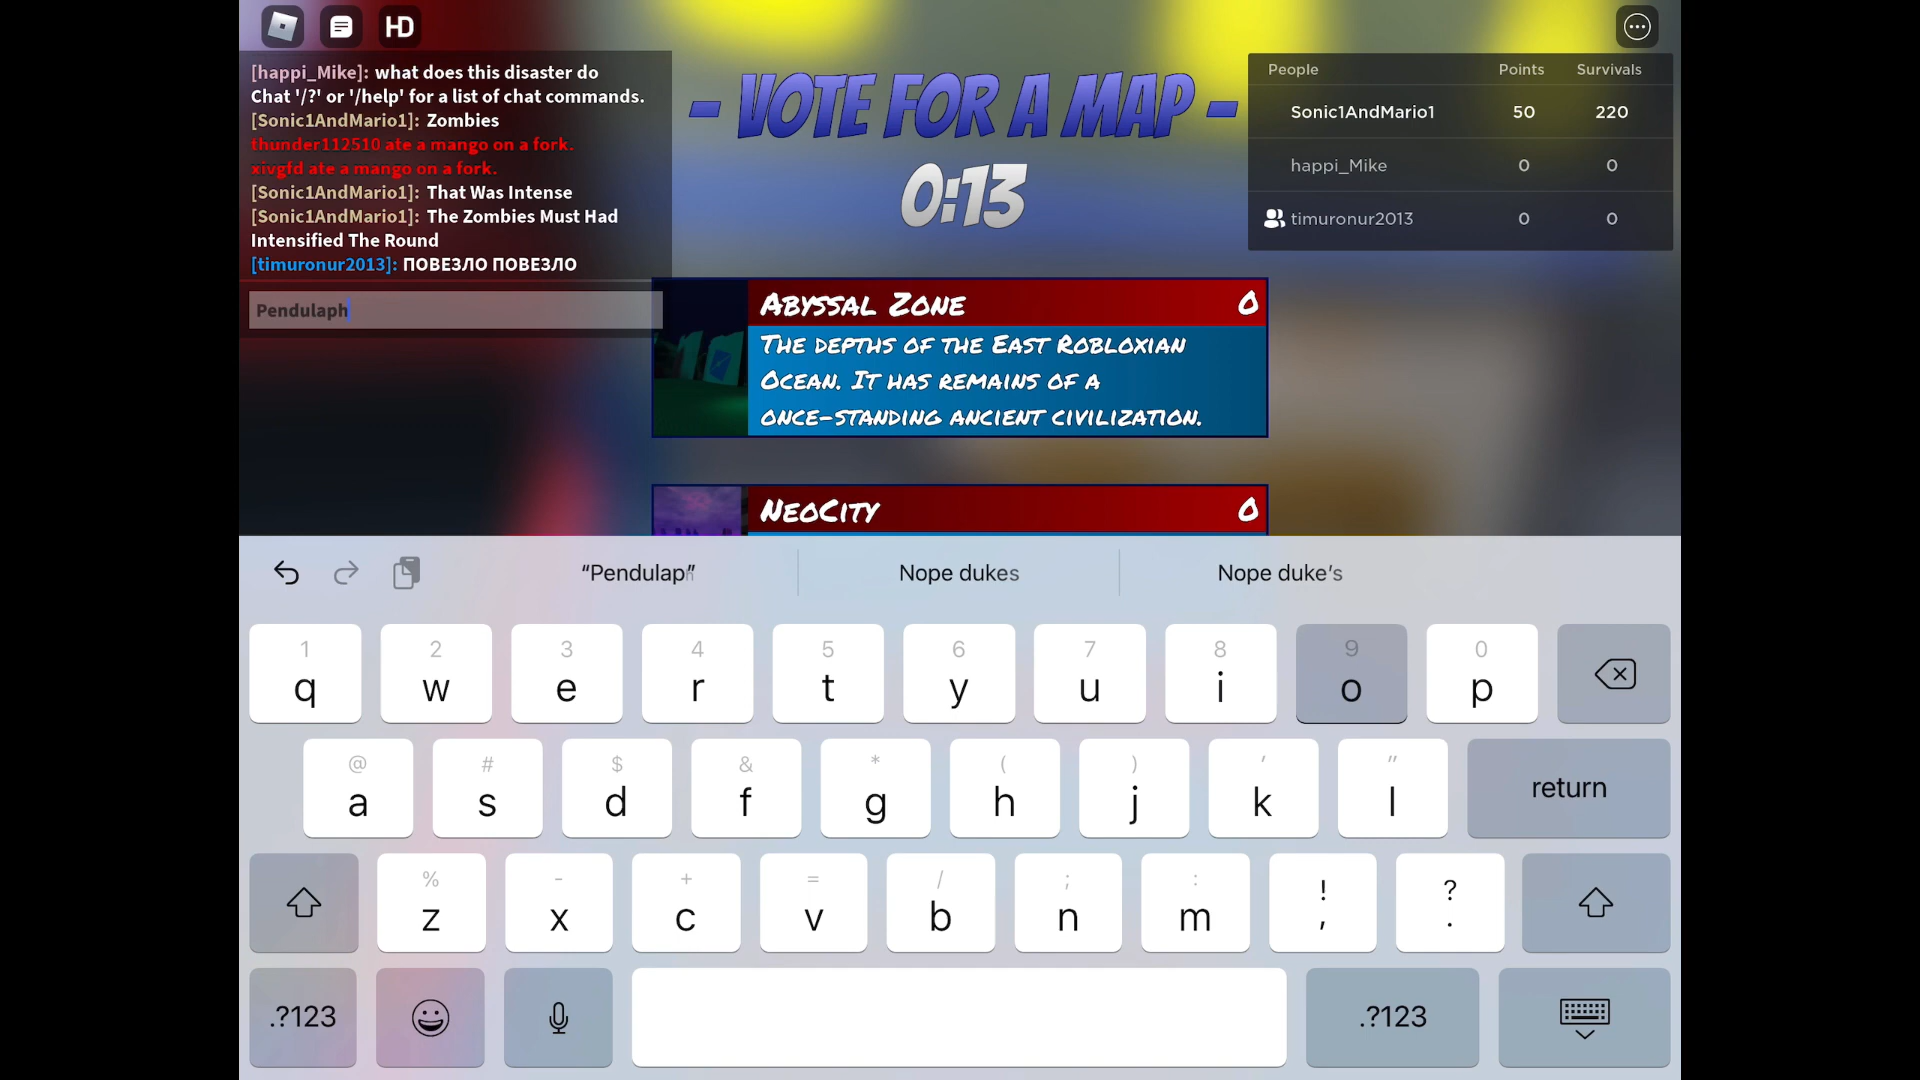 HD
[happi_Mike]: what does this disaster do
Chat '/?' or '/help' for a list of chat commands.
[Sonic1AndMario1]: Zombies
thunder112510 ate a mango on a fork.
xivgfd ate a mango on a fork.
[Sonic1AndMario1]: That Was Intense
[Sonic1AndMario1]: The Zombies Must Had
Intensified The Round
[timuronur2013]: ПОВЕЗЛО ПОВЕЗЛО
Pendulaph
- VOTE FOR A MAP -
0:13
People Points Survivals
Sonic1AndMario1 50 220
happi_Mike 0 0
timuronur2013 0 0
ABYSSAL ZONE 0
THE DEPTHS OF THE EAST ROBLOXIAN
OCEAN. IT HAS REMAINS OF A
ONCE-STANDING ANCIENT CIVILIZATION.
NEOCITY 0
“Pendulap” Nope dukes Nope duke’s
1 2 3 4 5 6 7 8 9 0
q w e r t y u i o p
@ # $ & * ( ) ' "
a s d f g h j k l return
% - + = / ; : ! ?
z x c v b n m , .
.?123 .?123